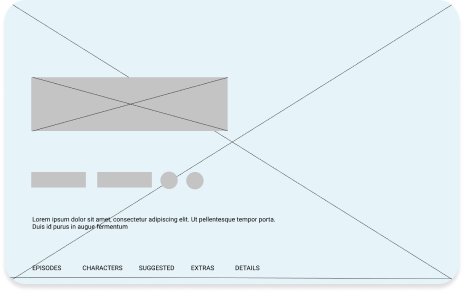 Lorem ipsum dolor sit amet, consectetur adipiscing elit. Ut pellentesque tempor porta.
Duis id purus in augue fermentum
EPISODES CHARACTERS SUGGESTED EXTRAS DETAILS